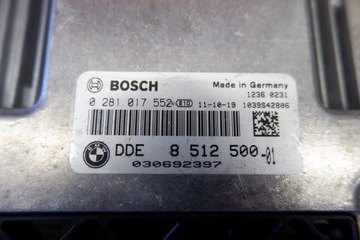 BOSCH
Made in Germany
1236 0231
0 281 017 552 11-10-19 1039S42806
DDE 8 512 500-01
030692397